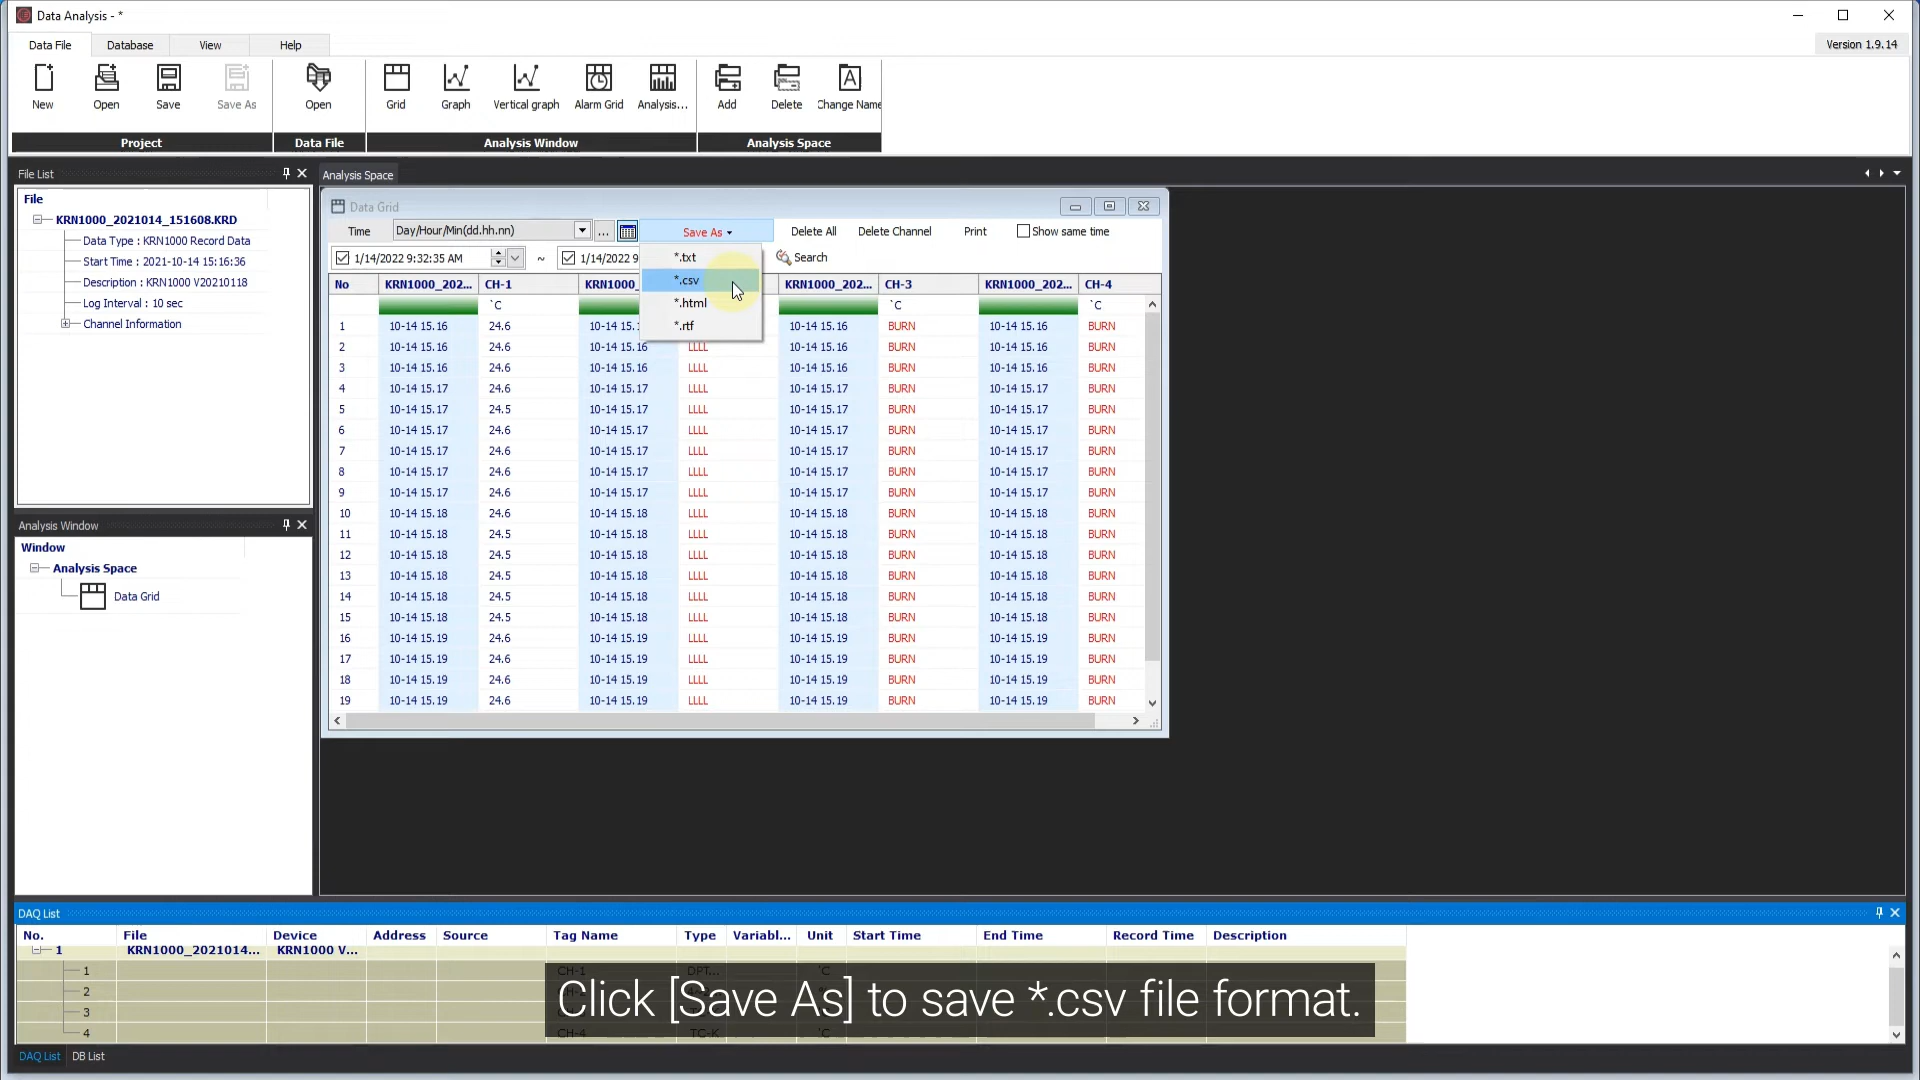 Data Analysis - *
Data File Database View Help
Version 1.9.14
New Open Save Save As Open Grid Graph Vertical graph Alarm Grid Analysis... Add Delete Change Name
Project Data File Analysis Window Analysis Space
File List
File
KRN1000_2021014_151608.KRD
Data Type : KRN1000 Record Data
Start Time : 2021-10-14 15:16:36
Description : KRN1000 V20210118
Log Interval : 10 sec
Channel Information
Analysis Window
Window
Analysis Space
Data Grid
Analysis Space
Data Grid
Time Day/Hour/Min(dd.hh.nn) ... Save As Delete All Delete Channel Print Show same time
1/14/2022 9:32:35 AM ~ 1/14/2022 9 Search
*.txt
*.csv
*.html
*.rtf
No KRN1000_202... CH-1 KRN1000_ KRN1000_202... CH-3 KRN1000_202... CH-4
`C `C `C
1 10-14 15.16 24.6 10-14 15. 10-14 15.16 BURN 10-14 15.16 BURN
2 10-14 15.16 24.6 10-14 15.16 LLLL 10-14 15.16 BURN 10-14 15.16 BURN
3 10-14 15.16 24.6 10-14 15.16 LLLL 10-14 15.16 BURN 10-14 15.16 BURN
4 10-14 15.17 24.6 10-14 15.17 LLLL 10-14 15.17 BURN 10-14 15.17 BURN
5 10-14 15.17 24.5 10-14 15.17 LLLL 10-14 15.17 BURN 10-14 15.17 BURN
6 10-14 15.17 24.6 10-14 15.17 LLLL 10-14 15.17 BURN 10-14 15.17 BURN
7 10-14 15.17 24.6 10-14 15.17 LLLL 10-14 15.17 BURN 10-14 15.17 BURN
8 10-14 15.17 24.6 10-14 15.17 LLLL 10-14 15.17 BURN 10-14 15.17 BURN
9 10-14 15.17 24.6 10-14 15.17 LLLL 10-14 15.17 BURN 10-14 15.17 BURN
10 10-14 15.18 24.6 10-14 15.18 LLLL 10-14 15.18 BURN 10-14 15.18 BURN
11 10-14 15.18 24.5 10-14 15.18 LLLL 10-14 15.18 BURN 10-14 15.18 BURN
12 10-14 15.18 24.5 10-14 15.18 LLLL 10-14 15.18 BURN 10-14 15.18 BURN
13 10-14 15.18 24.5 10-14 15.18 LLLL 10-14 15.18 BURN 10-14 15.18 BURN
14 10-14 15.18 24.5 10-14 15.18 LLLL 10-14 15.18 BURN 10-14 15.18 BURN
15 10-14 15.18 24.5 10-14 15.18 LLLL 10-14 15.18 BURN 10-14 15.18 BURN
16 10-14 15.19 24.6 10-14 15.19 LLLL 10-14 15.19 BURN 10-14 15.19 BURN
17 10-14 15.19 24.6 10-14 15.19 LLLL 10-14 15.19 BURN 10-14 15.19 BURN
18 10-14 15.19 24.6 10-14 15.19 LLLL 10-14 15.19 BURN 10-14 15.19 BURN
19 10-14 15.19 24.6 10-14 15.19 LLLL 10-14 15.19 BURN 10-14 15.19 BURN
DAQ List
No. File Device Address Source Tag Name Type Variabl... Unit Start Time End Time Record Time Description
1 KRN1000_2021014... KRN1000 V...
1 CH-1 DPT... `C
2
3
4 CH-4 TC-K `C
Click [Save As] to save *.csv file format.
DAQ List DB List